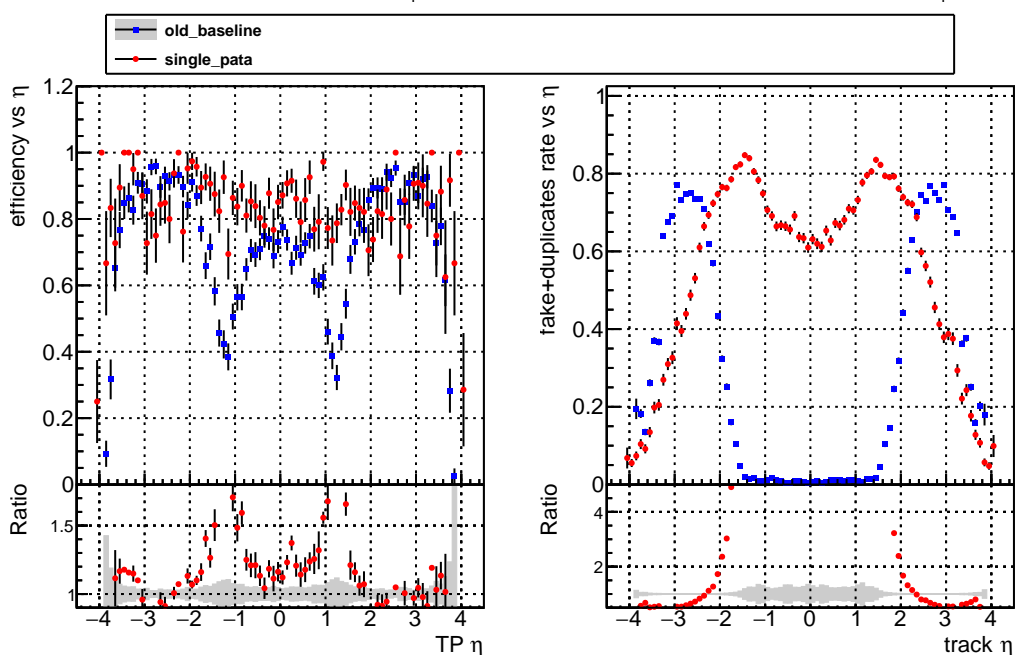 old_baseline
single_pata
efficiency vs η
1.2
1
0.8
0.6
0.4
0.2
0
Ratio
0
1.5
1
−4 −3 −2 −1 0 1 2 3 4
TP η
fake+duplicates rate vs η
1
0.8
0.6
0.4
0.2
0
Ratio
0
4
2
−4 −3 −2 −1 0 1 2 3 4
track η